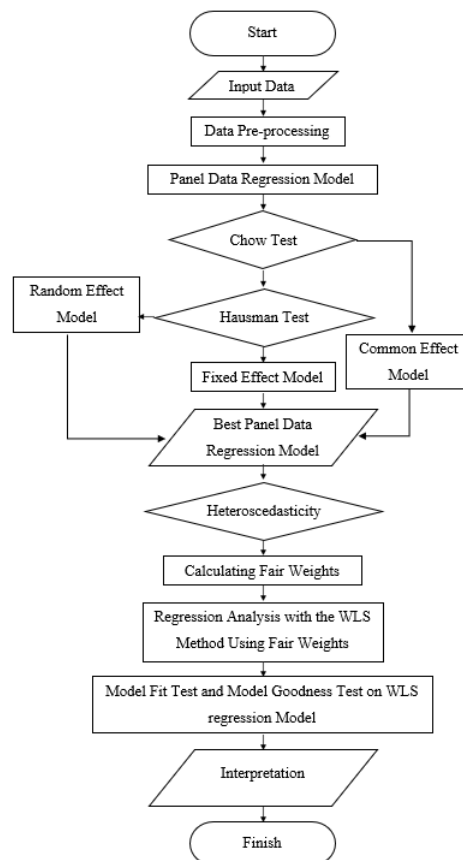 Start
Input Data
Data Pre-processing
Panel Data Regression Model
Chow Test
Random Effect
Model
Hausman Test
Common Effect
Model
Fixed Effect Model
Best Panel Data
Regression Model
Heteroscedasticity
Calculating Fair Weights
Regression Analysis with the WLS
Method Using Fair Weights
Model Fit Test and Model Goodness Test on WLS
regression Model
Interpretation
Finish